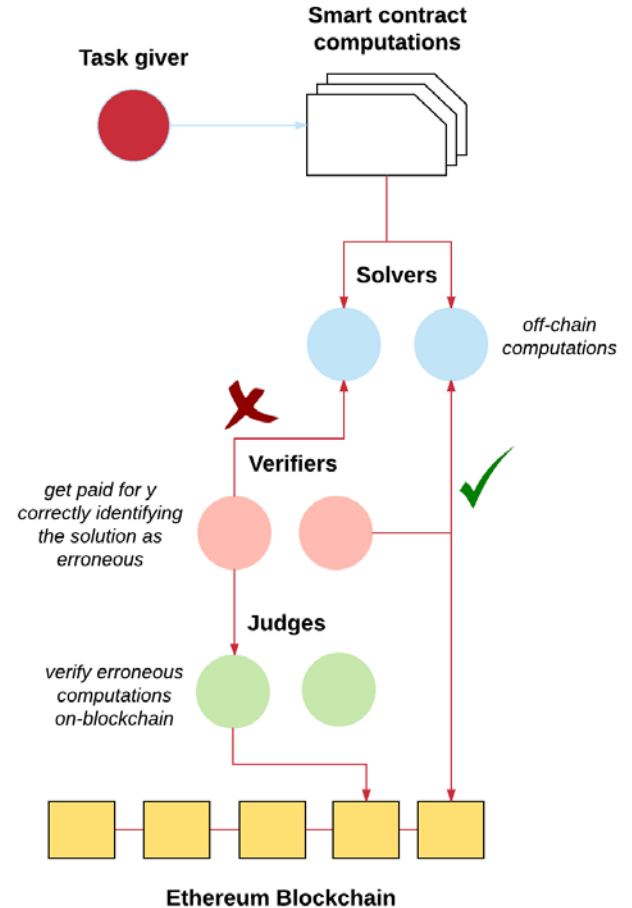 Smart contract
computations
Task giver
Solvers
off-chain
computations
Verifiers
get paid for y
correctly identifying
the solution as
erroneous
Judges
verify erroneous
computations
on-blockchain
Ethereum Blockchain